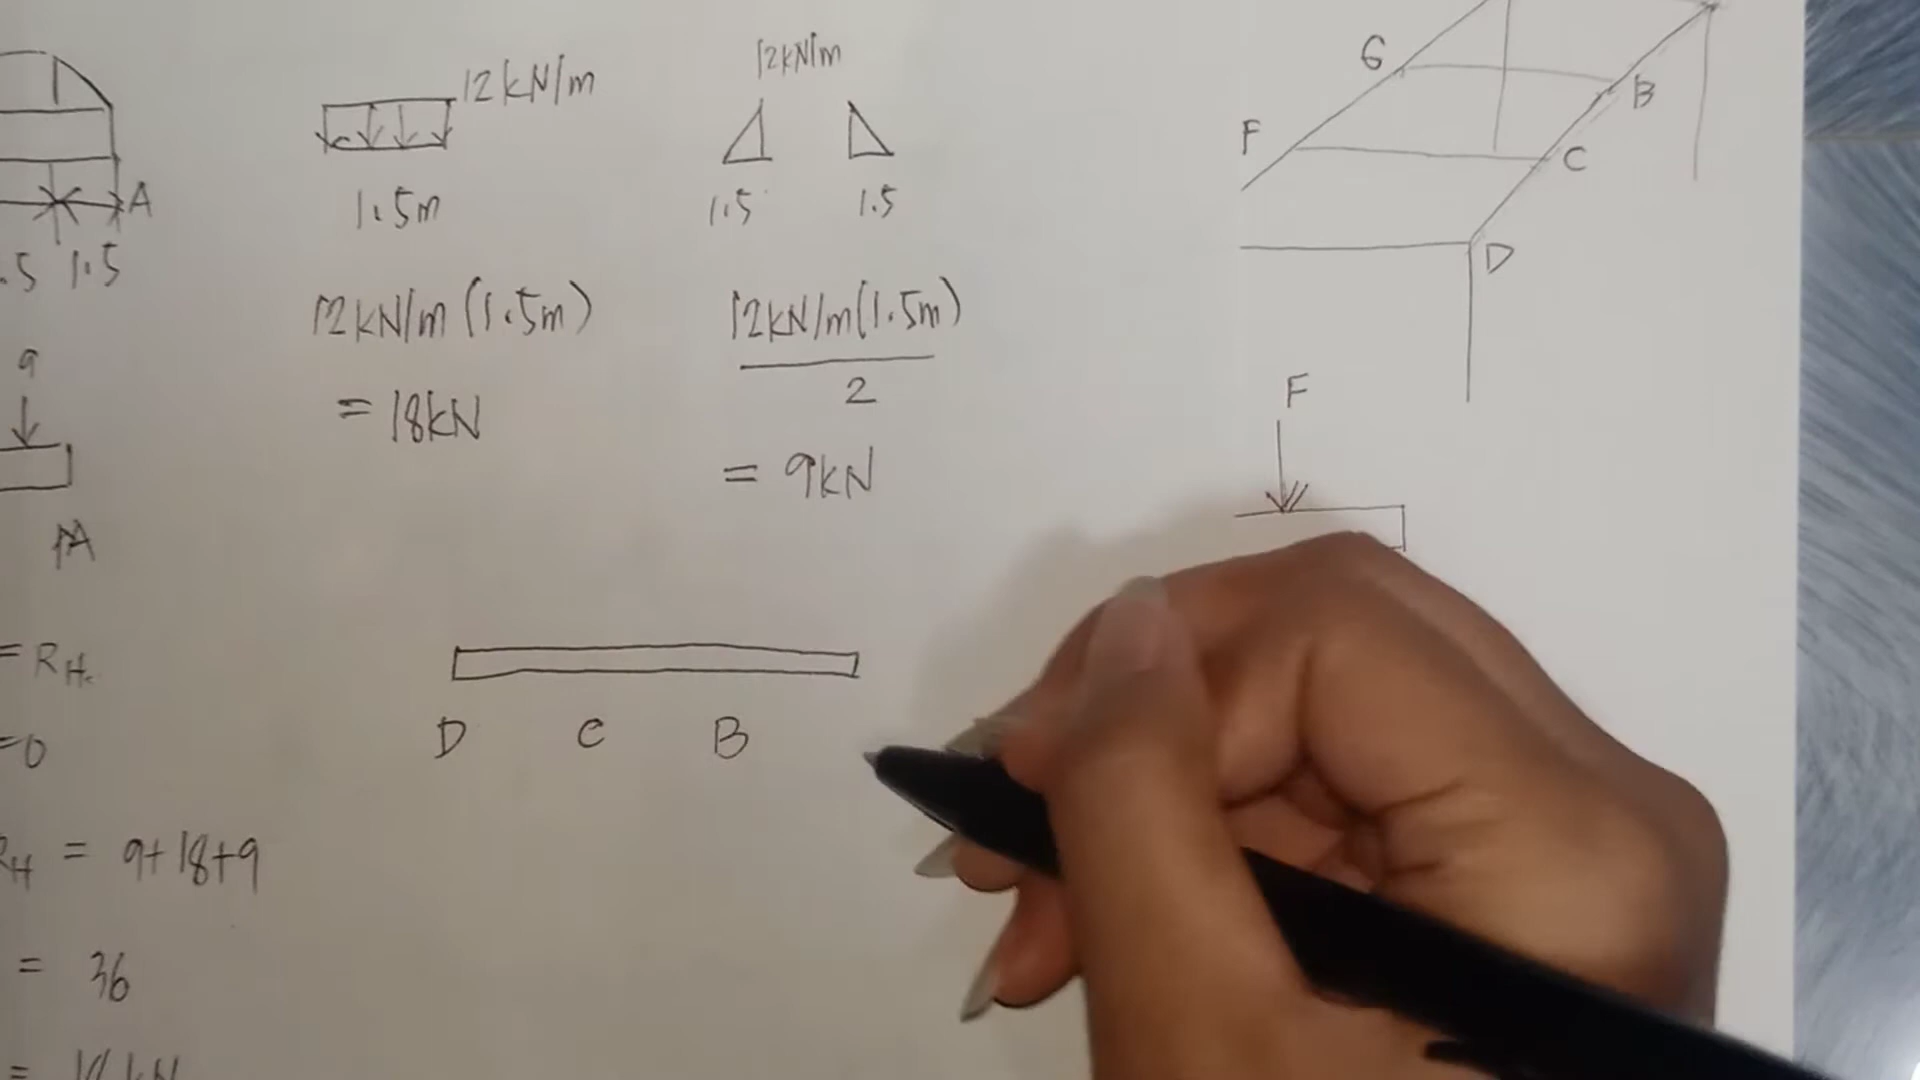 12kN/m
12kN/m
G
B
F
C
A
1.5m
1.5
1.5
D
.5 1.5
12kN/m(1.5m)
= 18kN
12kN/m(1.5m)
2
= 9kN
9
F
A
= RH
D C B
=0
RH = 9+18+9
= 36